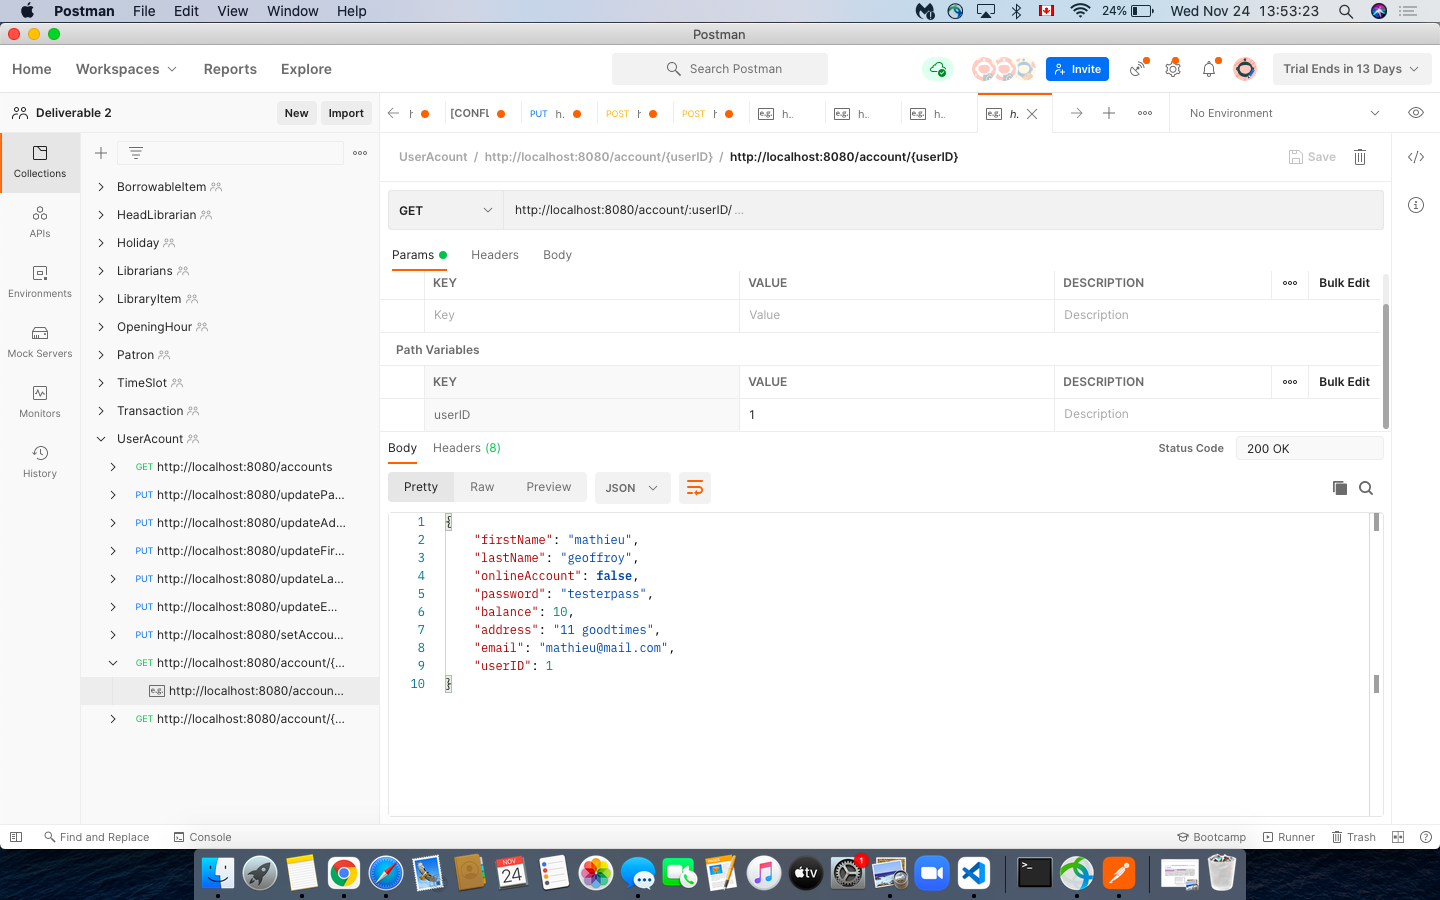 Postman File Edit View Window Help 24% Wed Nov 24 13:53:23
Postman
Home Workspaces Reports Explore Search Postman Invite Trial Ends in 13 Days
Deliverable 2 New Import
h [CONFL PUT h. POST h POST h e.g. h.. e.g. h.. e.g. h.. e.g. h. No Environment
Collections
APIs
Environments
Mock Servers
Monitors
History
BorrowableItem
HeadLibrarian
Holiday
Librarians
LibraryItem
OpeningHour
Patron
TimeSlot
Transaction
UserAcount
GET http://localhost:8080/accounts
PUT http://localhost:8080/updatePa...
PUT http://localhost:8080/updateAd...
PUT http://localhost:8080/updateFir...
PUT http://localhost:8080/updateLa...
PUT http://localhost:8080/updateE...
PUT http://localhost:8080/setAccou...
GET http://localhost:8080/account/{...
e.g. http://localhost:8080/accoun...
GET http://localhost:8080/account/{...
UserAcount / http://localhost:8080/account/{userID} / http://localhost:8080/account/{userID} Save
GET http://localhost:8080/account/:userID/ ...
Params Headers Body
KEY VALUE DESCRIPTION Bulk Edit
Key Value Description
Path Variables
KEY VALUE DESCRIPTION Bulk Edit
userID 1 Description
Body Headers (8) Status Code 200 OK
Pretty Raw Preview JSON
1 {
2 "firstName": "mathieu",
3 "lastName": "geoffroy",
4 "onlineAccount": false,
5 "password": "testerpass",
6 "balance": 10,
7 "address": "11 goodtimes",
8 "email": "mathieu@mail.com",
9 "userID": 1
10 }
Find and Replace Console Bootcamp Runner Trash
NOV 24 tv 1